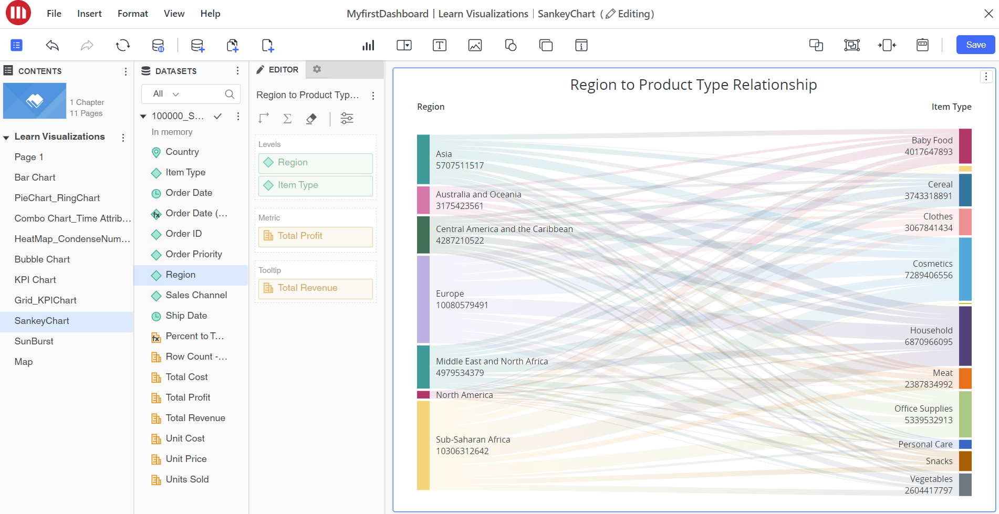 File Insert Format View Help
MyfirstDashboard | Learn Visualizations | SankeyChart ( Editing)
Save
CONTENTS
1 Chapter
11 Pages
Learn Visualizations
Page 1
Bar Chart
PieChart_RingChart
Combo Chart_Time Attrib...
HeatMap_CondenseNum...
Bubble Chart
KPI Chart
Grid_KPIChart
SankeyChart
SunBurst
Map
DATASETS
All
100000_S...
In memory
Country
Item Type
Order Date
Order Date (...
Order ID
Order Priority
Region
Sales Channel
Ship Date
Percent to T...
Row Count -...
Total Cost
Total Profit
Total Revenue
Unit Cost
Unit Price
Units Sold
EDITOR
Region to Product Typ...
Levels
Region
Item Type
Metric
Total Profit
Tooltip
Total Revenue
Region to Product Type Relationship
Region
Item Type
Asia
5707511517
Australia and Oceania
3175423561
Central America and the Caribbean
4287210522
Europe
10080579491
Middle East and North Africa
4979534379
North America
Sub-Saharan Africa
10306312642
Baby Food
4017647893
Cereal
3743318891
Clothes
3067841434
Cosmetics
7289406556
Household
6870966095
Meat
2387834992
Office Supplies
5339532913
Personal Care
Snacks
Vegetables
2604417797